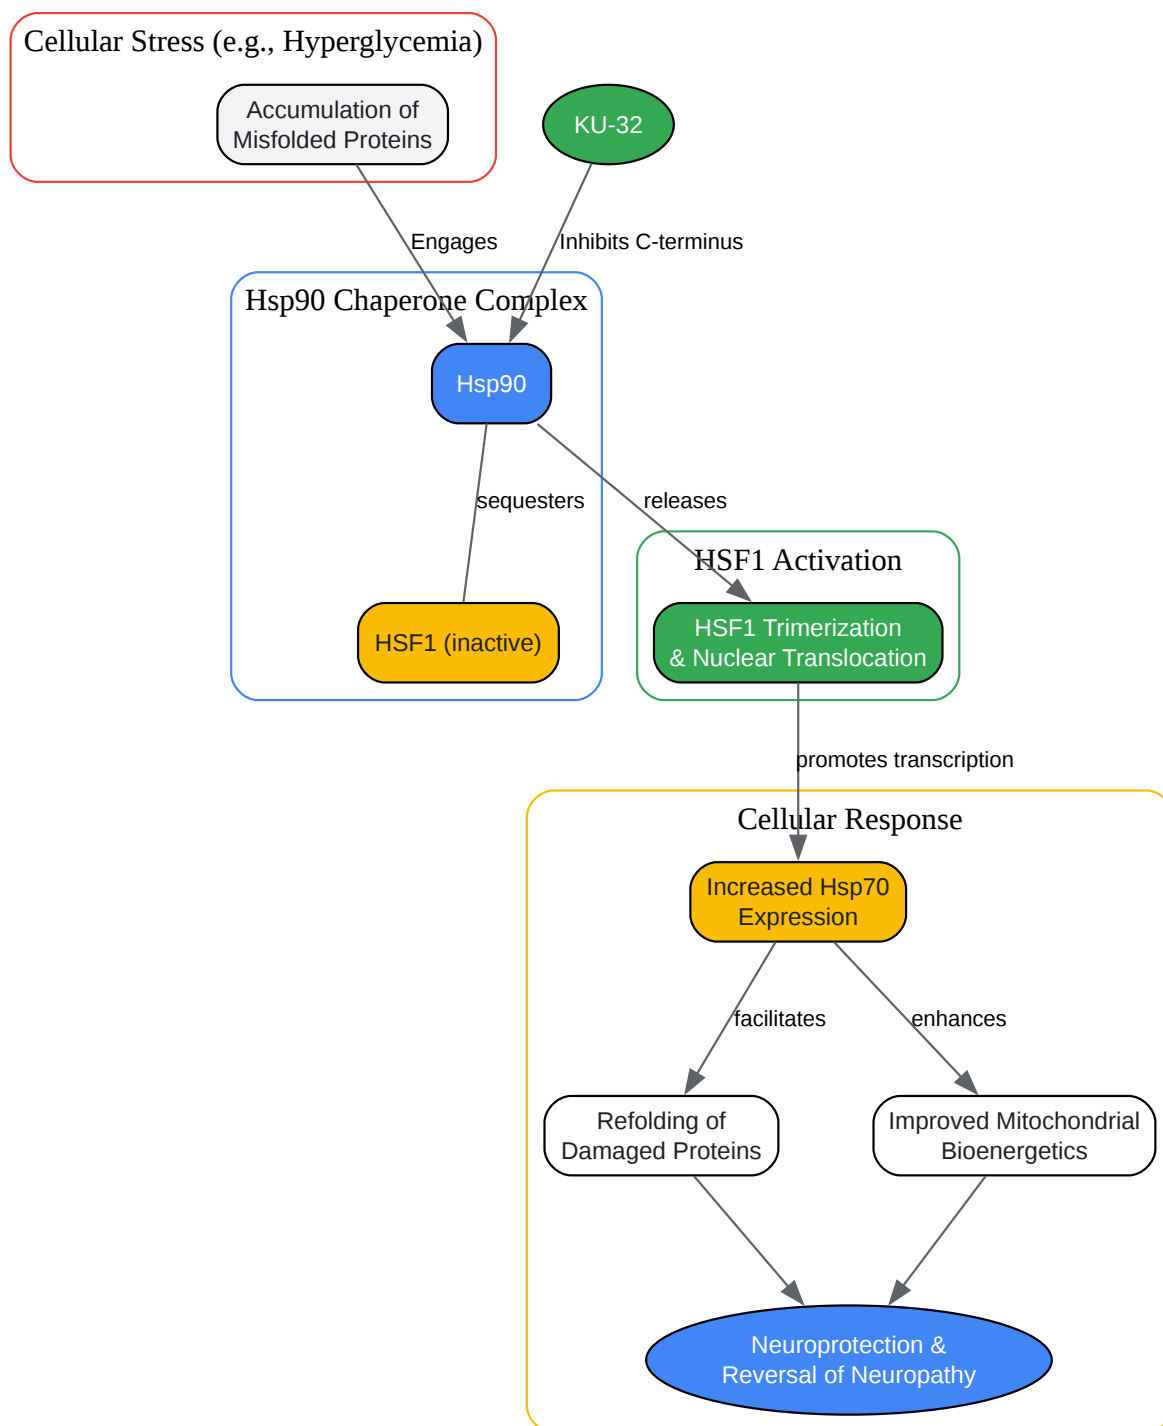 Cellular Stress (e.g., Hyperglycemia)
Accumulation of
Misfolded Proteins
KU-32
Engages
Inhibits C-terminus
Hsp90 Chaperone Complex
Hsp90
sequesters
releases
HSF1 Activation
HSF1 (inactive)
HSF1 Trimerization
& Nuclear Translocation
promotes transcription
Cellular Response
Increased Hsp70
Expression
facilitates
enhances
Refolding of
Damaged Proteins
Improved Mitochondrial
Bioenergetics
Neuroprotection &
Reversal of Neuropathy